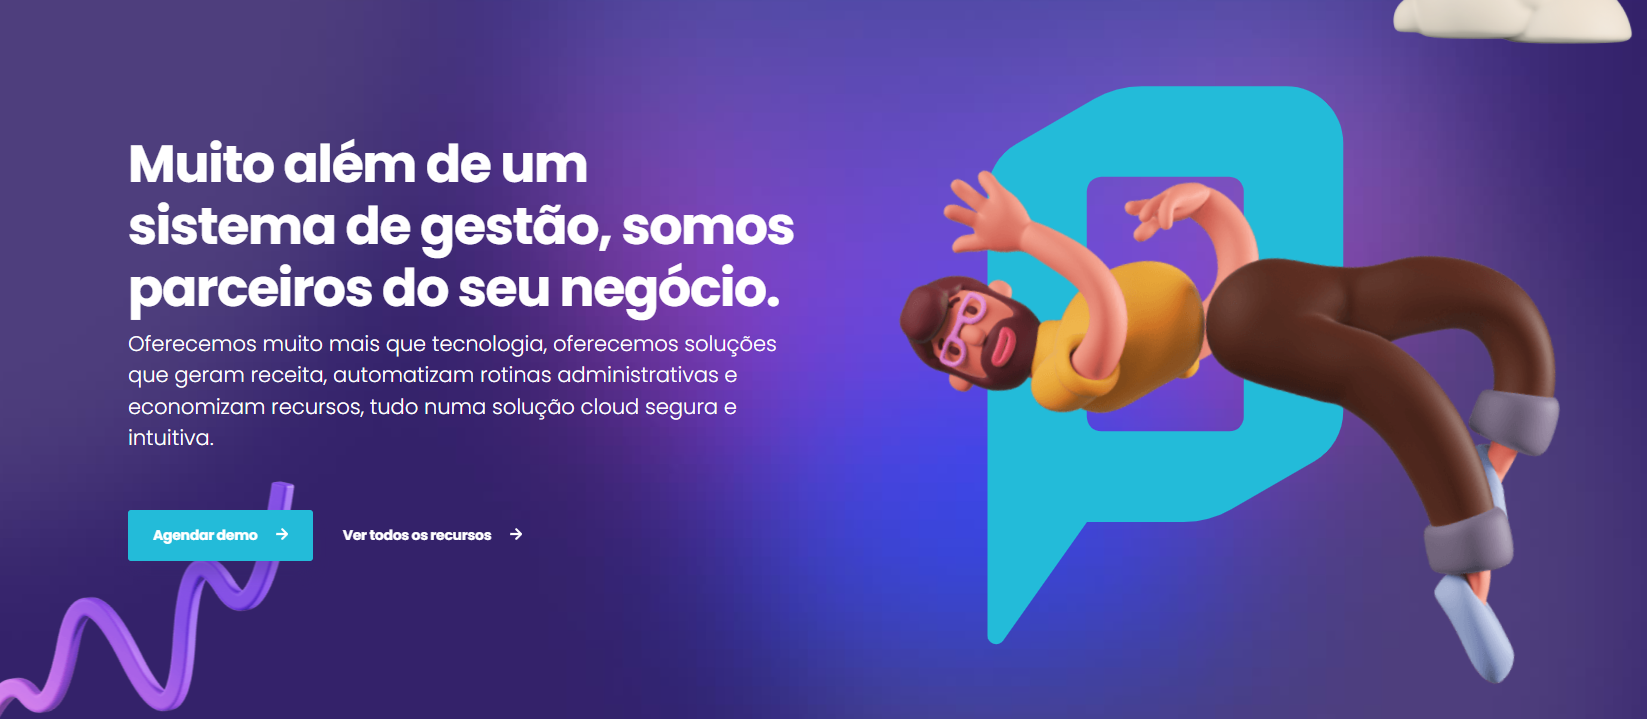 Muito além de um
sistema de gestão, somos
parceiros do seu negócio.
Oferecemos muito mais que tecnologia, oferecemos soluções
que geram receita, automatizam rotinas administrativas e
economizam recursos, tudo numa solução cloud segura e
intuitiva.
Agendar demo → Ver todos os recursos →